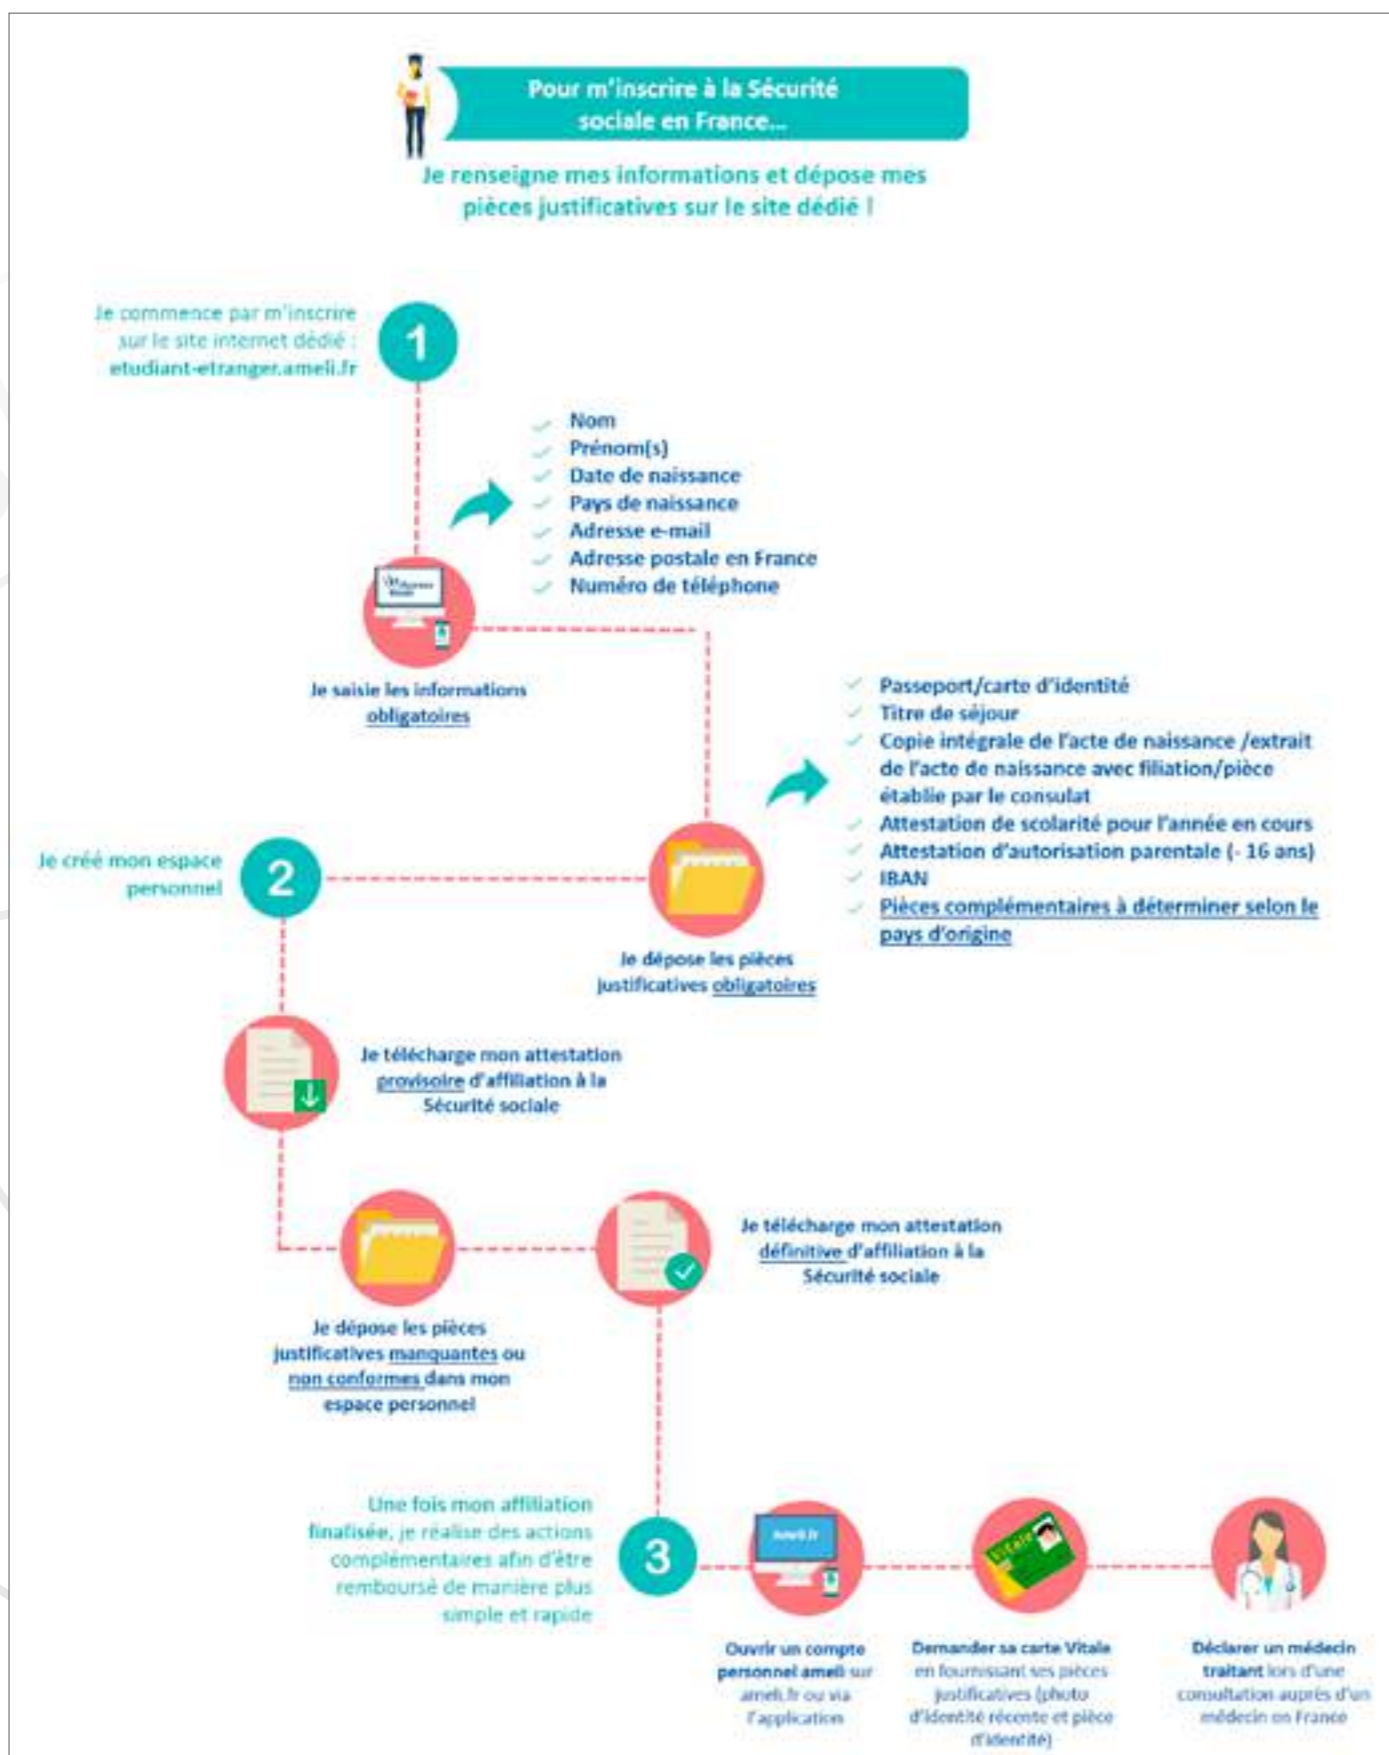 Pour m'inscrire à la Sécurité
sociale en France...
Je renseigne mes informations et dépose mes
pièces justificatives sur le site dédié !
Je commence par m'inscrire
sur le site internet dédié :
etudiant-etranger.ameli.fr
1
Nom
Prénom(s)
Date de naissance
Pays de naissance
Adresse e-mail
Adresse postale en France
Numéro de téléphone
Je saisie les informations
obligatoires
Passeport/carte d'identité
Titre de séjour
Copie intégrale de l'acte de naissance /extrait
de l'acte de naissance avec filiation/pièce
établie par le consulat
Attestation de scolarité pour l'année en cours
Attestation d'autorisation parentale (- 16 ans)
IBAN
Pièces complémentaires à déterminer selon le
pays d'origine
Je dépose les pièces
justificatives obligatoires
Je créé mon espace
personnel
2
Je télécharge mon attestation
provisoire d'affiliation à la
Sécurité sociale
Je dépose les pièces
justificatives manquantes ou
non conformes dans mon
espace personnel
Je télécharge mon attestation
définitive d'affiliation à la
Sécurité sociale
Une fois mon affiliation
finalisée, je réalise des actions
complémentaires afin d'être
remboursé de manière plus
simple et rapide
3
Ameli.fr
Ouvrir un compte
personnel ameli sur
ameli.fr ou via
l'application
Vitale
Demander sa carte Vitale
en fournissant ses pièces
justificatives (photo
d'identité récente et pièce
d'identité)
Déclarer un médecin
traitant lors d'une
consultation auprès d'un
médecin en France